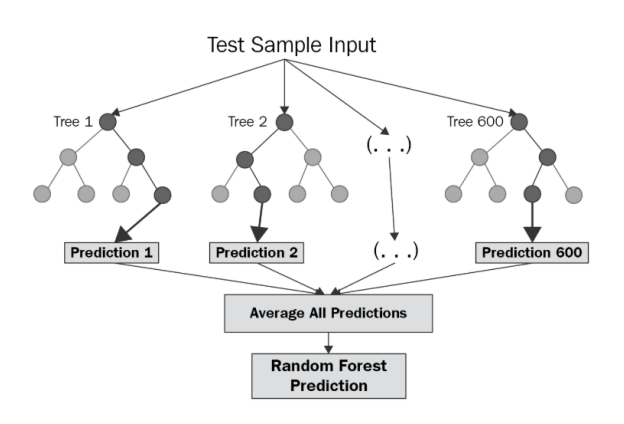 Test Sample Input
Tree 1
Tree 2
(. . .)
Tree 600
Prediction 1
Prediction 2
(. . .)
Prediction 600
Average All Predictions
Random Forest
Prediction